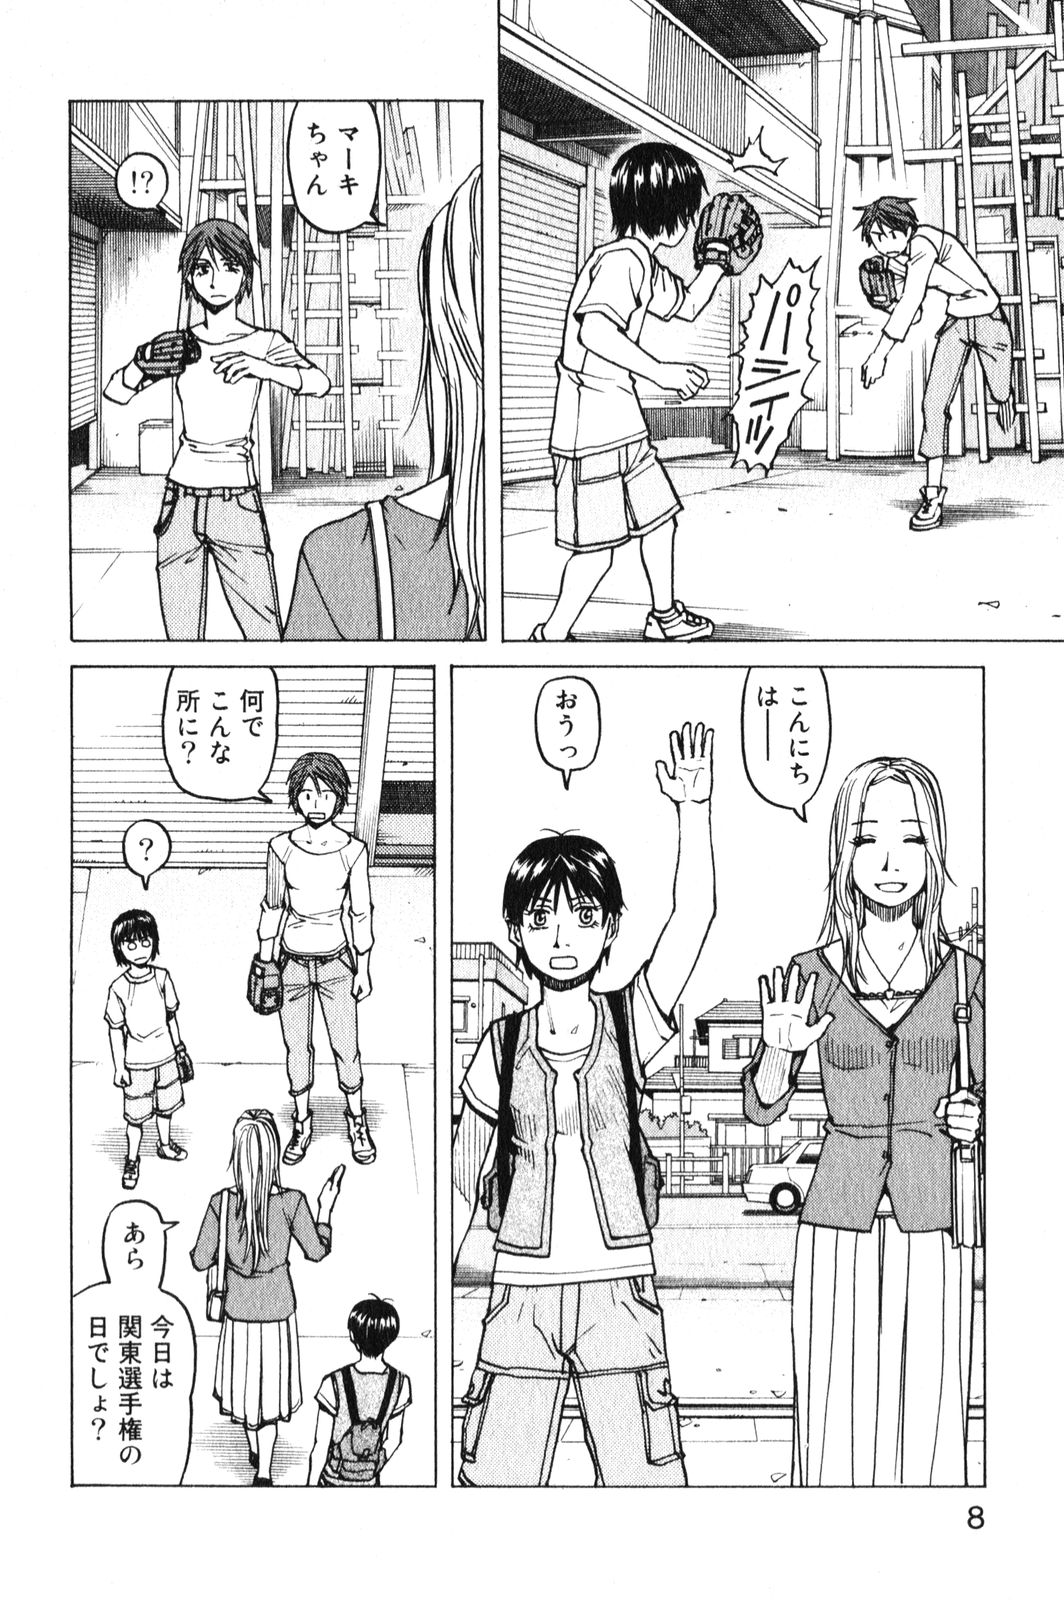 パシィッ
マーキ
ちゃん
!?
こんにち
はー
おうっ
何で
こんな
所に？
？
あら
今日は
関東選手権の
日でしょ？
8